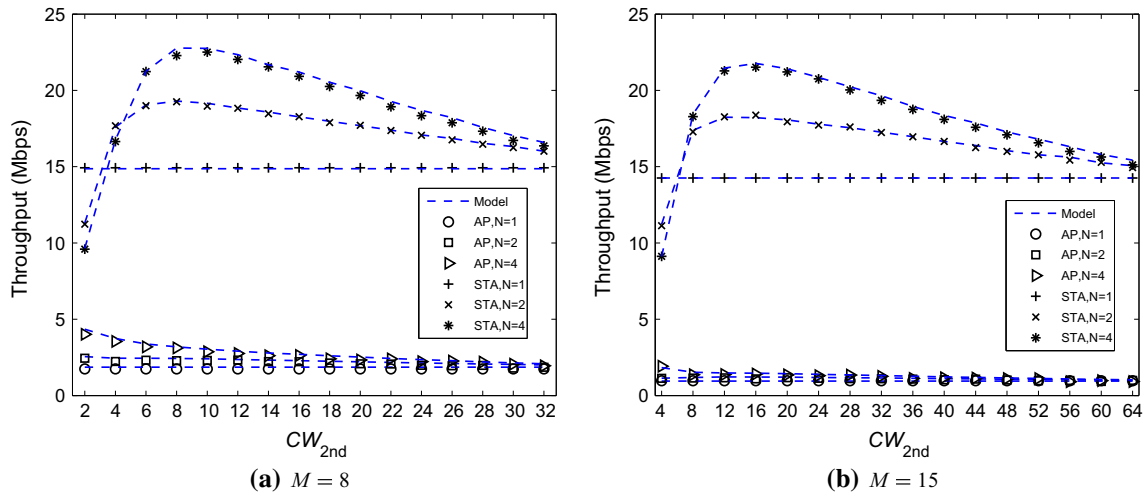 25
20
15
10
5
0
Throughput (Mbps)
Model
AP,N=1
AP,N=2
AP,N=4
STA,N=1
STA,N=2
STA,N=4
2 4 6 8 10 12 14 16 18 20 22 24 26 28 30 32
CW2nd
(a) M = 8
25
20
15
10
5
0
Throughput (Mbps)
Model
AP,N=1
AP,N=2
AP,N=4
STA,N=1
STA,N=2
STA,N=4
4 8 12 16 20 24 28 32 36 40 44 48 52 56 60 64
CW2nd
(b) M = 15